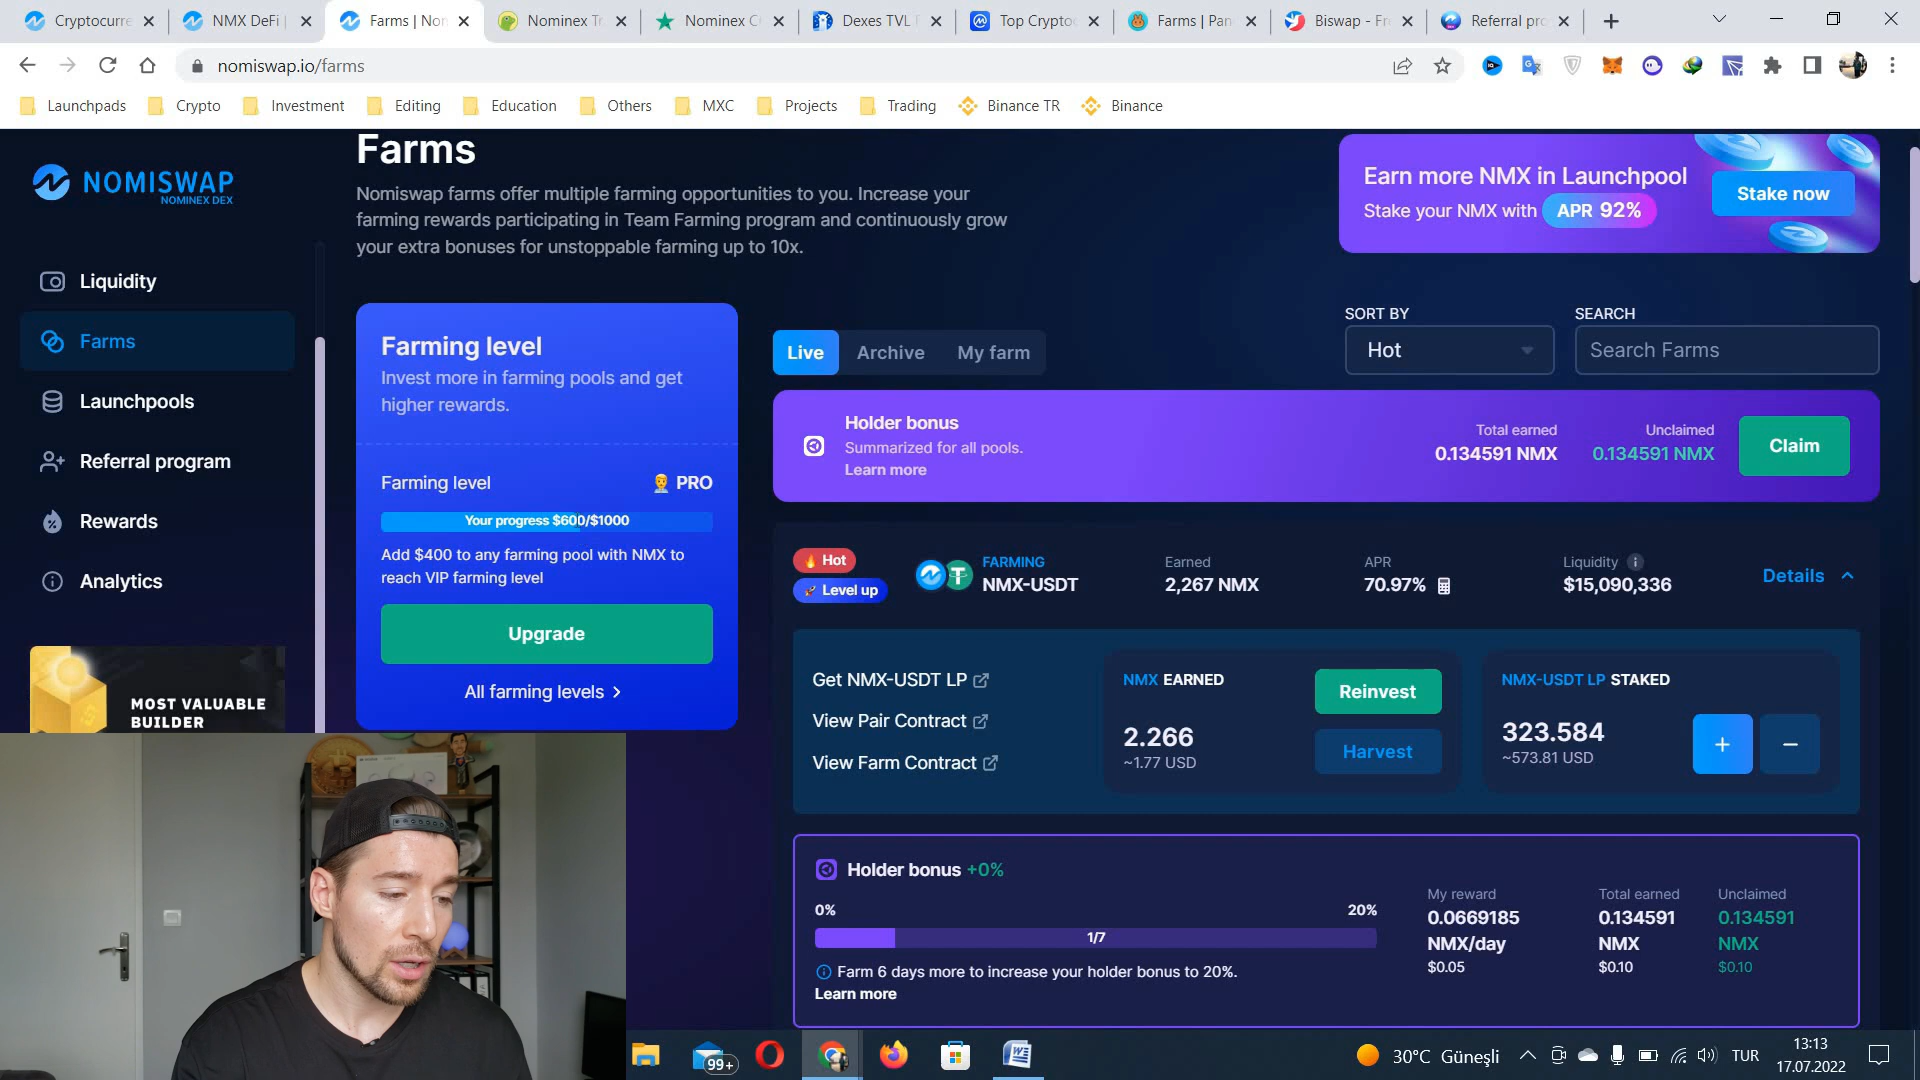 Cryptocurre
NMX DeFi |
Farms | Non
Nominex Tr
Nominex C
Dexes TVL
Top Crypto
Farms | Pan
Biswap - Fr
Referral pro
nomiswap.io/farms
Launchpads
Crypto
Investment
Editing
Education
Others
MXC
Projects
Trading
Binance TR
Binance
NOMISWAP
NOMINEX DEX
Liquidity
Farms
Launchpools
Referral program
Rewards
Analytics
MOST VALUABLE
BUILDER
Farms
Nomiswap farms offer multiple farming opportunities to you. Increase your
farming rewards participating in Team Farming program and continuously grow
your extra bonuses for unstoppable farming up to 10x.
Earn more NMX in Launchpool
Stake your NMX with APR 92%
Stake now
Farming level
Invest more in farming pools and get
higher rewards.
Farming level
PRO
Your progress $600/$1000
Add $400 to any farming pool with NMX to
reach VIP farming level
Upgrade
All farming levels
Live
Archive
My farm
SORT BY
Hot
SEARCH
Search Farms
Holder bonus
Summarized for all pools.
Learn more
Total earned
0.134591 NMX
Unclaimed
0.134591 NMX
Claim
Hot
Level up
FARMING
NMX-USDT
Earned
2,267 NMX
APR
70.97%
Liquidity
$15,090,336
Details
Get NMX-USDT LP
View Pair Contract
View Farm Contract
NMX EARNED
2.266
~1.77 USD
Reinvest
Harvest
NMX-USDT LP STAKED
323.584
~573.81 USD
+
−
Holder bonus +0%
0%
20%
1/7
Farm 6 days more to increase your holder bonus to 20%.
Learn more
My reward
0.0669185
NMX/day
$0.05
Total earned
0.134591
NMX
$0.10
Unclaimed
0.134591
NMX
$0.10
99+
30°C Güneşli
TUR
13:13
17.07.2022